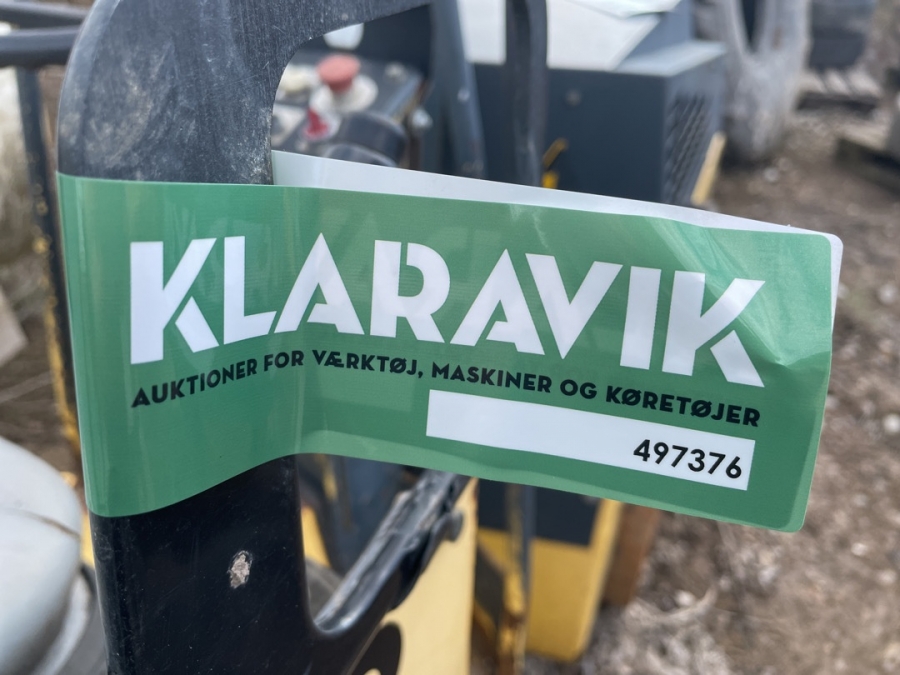 KLARAVIK
AUKTIONER FOR VÆRKTØJ, MASKINER OG KØRETØJER
497376